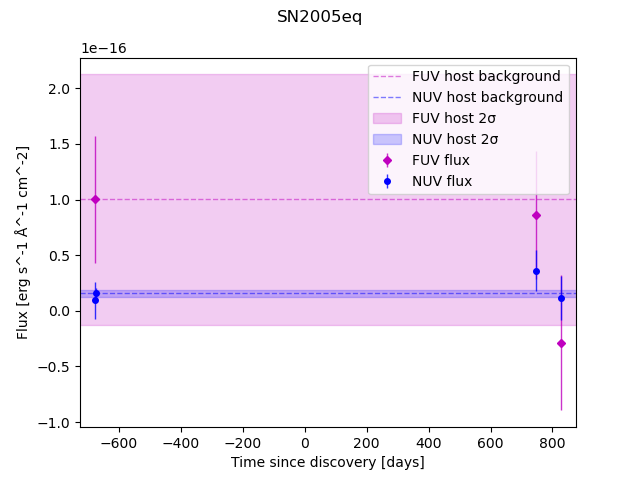 SN2005eq
1e−16
FUV host background
NUV host background
FUV host 2σ
NUV host 2σ
FUV flux
NUV flux
2.0
1.5
1.0
0.5
0.0
−0.5
−1.0
Flux [erg s^-1 Å^-1 cm^-2]
−600 −400 −200 0 200 400 600 800
Time since discovery [days]